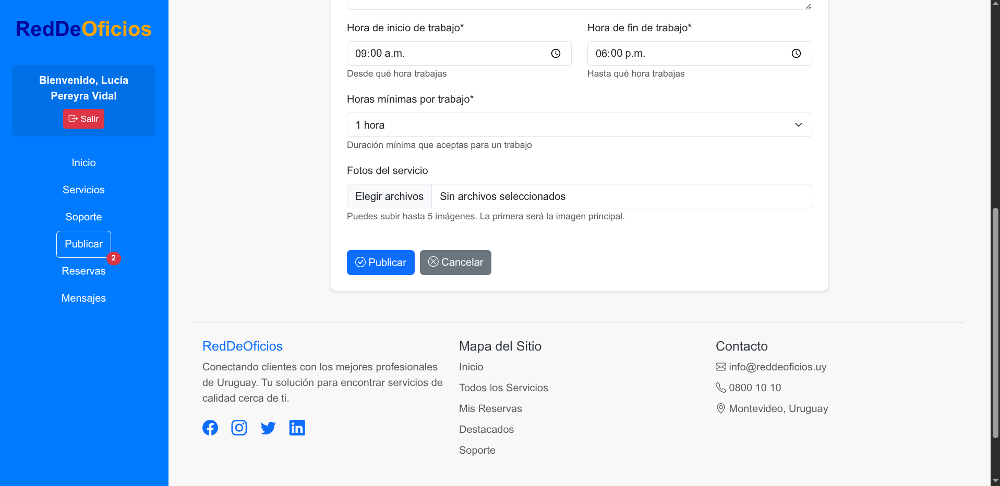 RedDeOficios
Bienvenido, Lucía
Pereyra Vidal
Salir
Inicio
Servicios
Soporte
Publicar
2
Reservas
Mensajes
Hora de inicio de trabajo*
09:00 a.m.
Desde qué hora trabajas
Hora de fin de trabajo*
06:00 p.m.
Hasta qué hora trabajas
Horas mínimas por trabajo*
1 hora
Duración mínima que aceptas para un trabajo
Fotos del servicio
Elegir archivos Sin archivos seleccionados
Puedes subir hasta 5 imágenes. La primera será la imagen principal.
Publicar
Cancelar
RedDeOficios
Conectando clientes con los mejores profesionales
de Uruguay. Tu solución para encontrar servicios de
calidad cerca de ti.
Mapa del Sitio
Inicio
Todos los Servicios
Mis Reservas
Destacados
Soporte
Contacto
info@reddeoficios.uy
0800 10 10
Montevideo, Uruguay